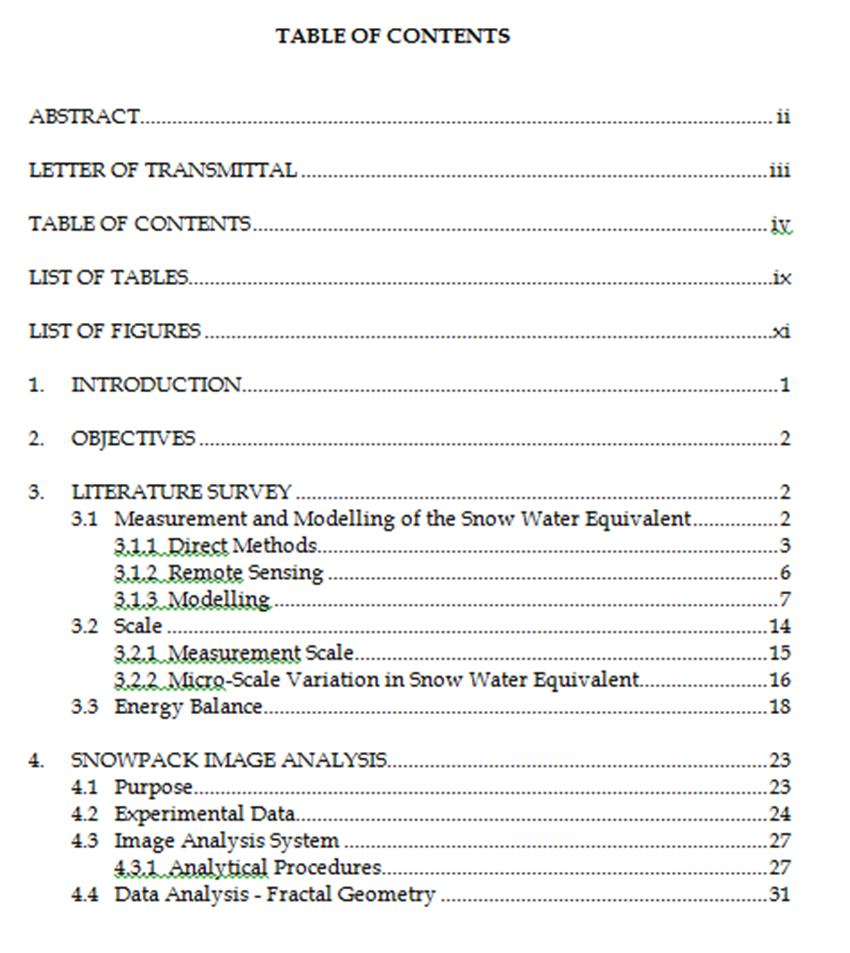 TABLE OF CONTENTS
ABSTRACT.......... ii
LETTER OF TRANSMITTAL..........iii
TABLE OF CONTENTS.......... iv
LIST OF TABLES..........ix
LIST OF FIGURES..........xi
1. INTRODUCTION..........1
2. OBJECTIVES..........2
3. LITERATURE SURVEY..........2
3.1 Measurement and Modelling of the Snow Water Equivalent..........2
3.1.1 Direct Methods..........3
3.1.2 Remote Sensing..........6
3.1.3 Modelling..........7
3.2 Scale..........14
3.2.1 Measurement Scale..........15
3.2.2 Micro-Scale Variation in Snow Water Equivalent..........16
3.3 Energy Balance..........18
4. SNOWPACK IMAGE ANALYSIS..........23
4.1 Purpose..........23
4.2 Experimental Data..........24
4.3 Image Analysis System..........27
4.3.1 Analytical Procedures..........27
4.4 Data Analysis - Fractal Geometry..........31